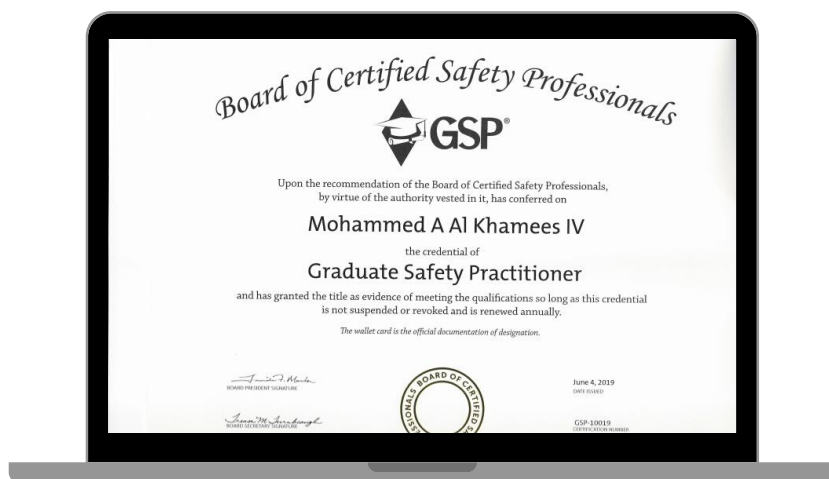 Board of Certified Safety Professionals
GSP®
Upon the recommendation of the Board of Certified Safety Professionals,
by virtue of the authority vested in it, has conferred on
Mohammed A Al Khamees IV
the credential of
Graduate Safety Practitioner
and has granted the title as evidence of meeting the qualifications so long as this credential
is not suspended or revoked and is renewed annually.
The wallet card is the official documentation of designation.
BOARD PRESIDENT SIGNATURE
BOARD OF CERTIFIED
June 4, 2019
DATE ISSUED
BOARD SECRETARY SIGNATURE
GSP-10019
CERTIFICATION NUMBER